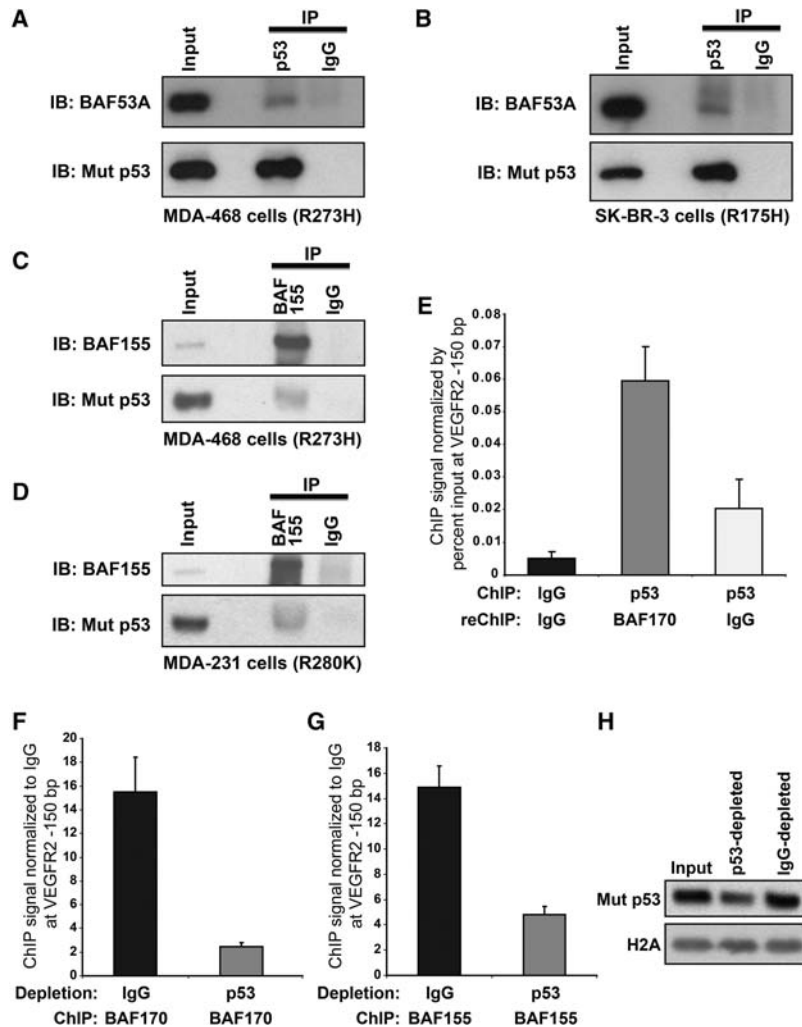 A
IP
Input
p53
IgG
IB: BAF53A
IB: Mut p53
MDA-468 cells (R273H)
B
IP
Input
p53
IgG
IB: BAF53A
IB: Mut p53
SK-BR-3 cells (R175H)
C
IP
Input
BAF
155
IgG
IB: BAF155
IB: Mut p53
MDA-468 cells (R273H)
D
IP
Input
BAF
155
IgG
IB: BAF155
IB: Mut p53
MDA-231 cells (R280K)
E
ChIP signal normalized by
percent input at VEGFR2 -150 bp
0.08
0.07
0.06
0.05
0.04
0.03
0.02
0.01
0
ChIP: IgG p53 p53
reChIP: IgG BAF170 IgG
F
ChIP signal normalized to IgG
at VEGFR2 -150 bp
20
18
16
14
12
10
8
6
4
2
0
Depletion: IgG p53
ChIP: BAF170 BAF170
G
ChIP signal normalized to IgG
at VEGFR2 -150 bp
18
16
14
12
10
8
6
4
2
0
Depletion: IgG p53
ChIP: BAF155 BAF155
H
Input
p53-depleted
IgG-depleted
Mut p53
H2A